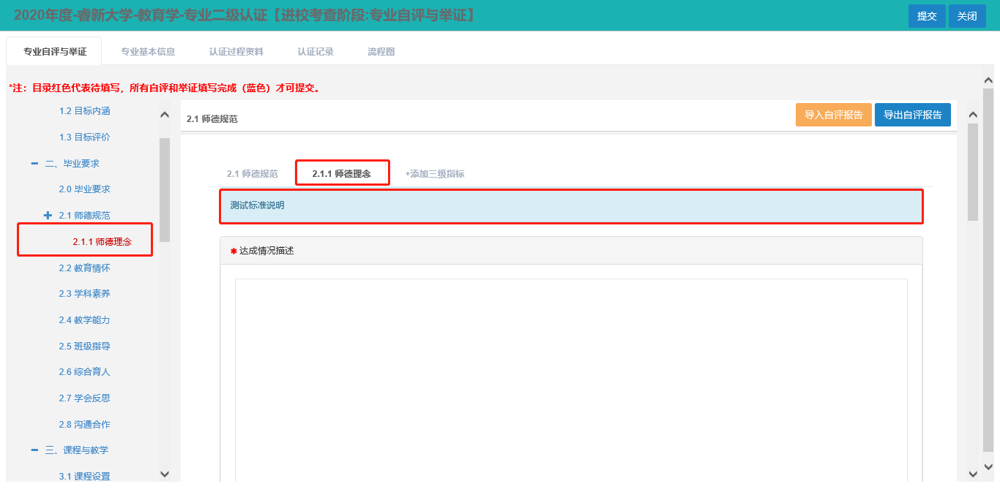 2020年度-睿新大学-教育学-专业二级认证【进校考查阶段:专业自评与举证】
提交
关闭
专业自评与举证
专业基本信息
认证过程资料
认证记录
流程图
*注：目录红色代表待填写，所有自评和举证填写完成（蓝色）才可提交。
1.2 目标内涵
1.3 目标评价
二、毕业要求
2.0 毕业要求
2.1 师德规范
2.1.1 师德理念
2.2 教育情怀
2.3 学科素养
2.4 教学能力
2.5 班级指导
2.6 综合育人
2.7 学会反思
2.8 沟通合作
三、课程与教学
3.1 课程设置
2.1 师德规范
导入自评报告
导出自评报告
2.1 师德规范
2.1.1 师德理念
+添加三级指标
测试标准说明
✱ 达成情况描述